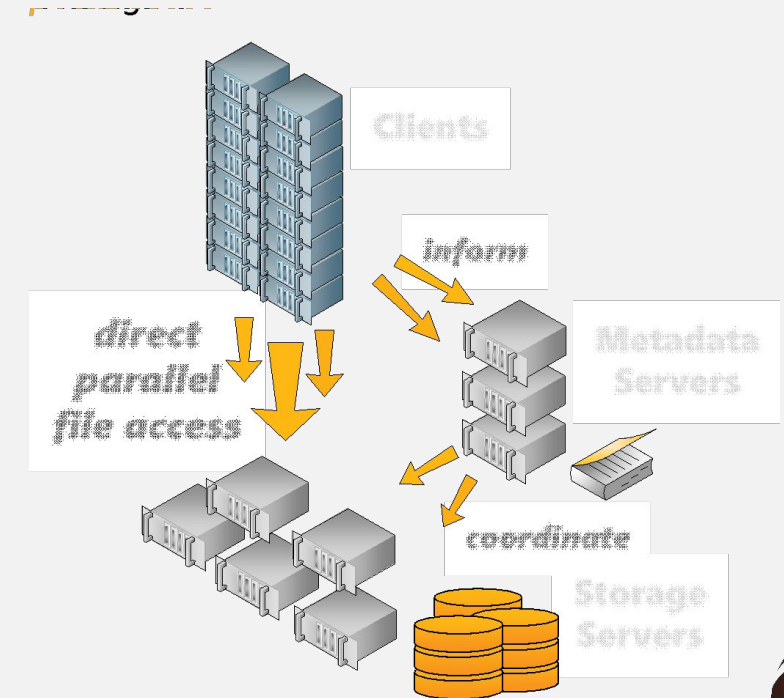 Clients
inform
direct
parallel
file access
Metadata
Servers
coordinate
Storage
Servers